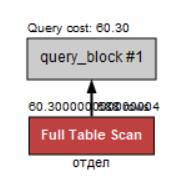 Query cost: 60.30
query_block #1
Full Table Scan
отдел